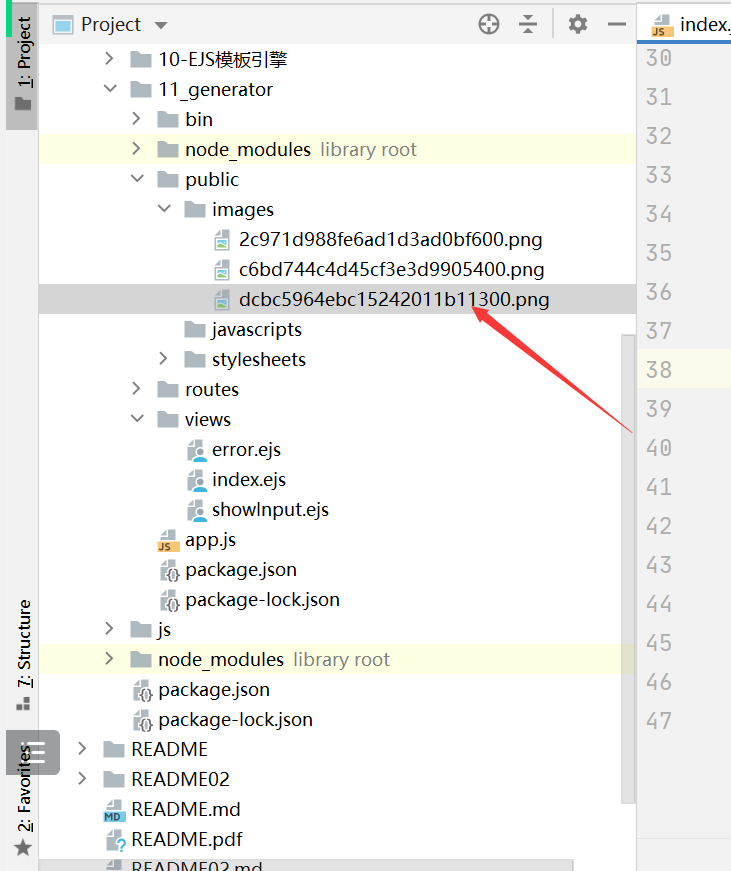 Project
1: Project
index.
10-EJS模板引擎
11_generator
bin
node_modules library root
public
images
2c971d988fe6ad1d3ad0bf600.png
c6bd744c4d45cf3e3d9905400.png
dcbc5964ebc15242011b11300.png
javascripts
stylesheets
routes
views
error.ejs
index.ejs
showInput.ejs
JS app.js
package.json
package-lock.json
js
node_modules library root
package.json
package-lock.json
README
README02
MD README.md
README.pdf
README02.md
7: Structure
2: Favorites
JS
30
31
32
33
34
35
36
37
38
39
40
41
42
43
44
45
46
47